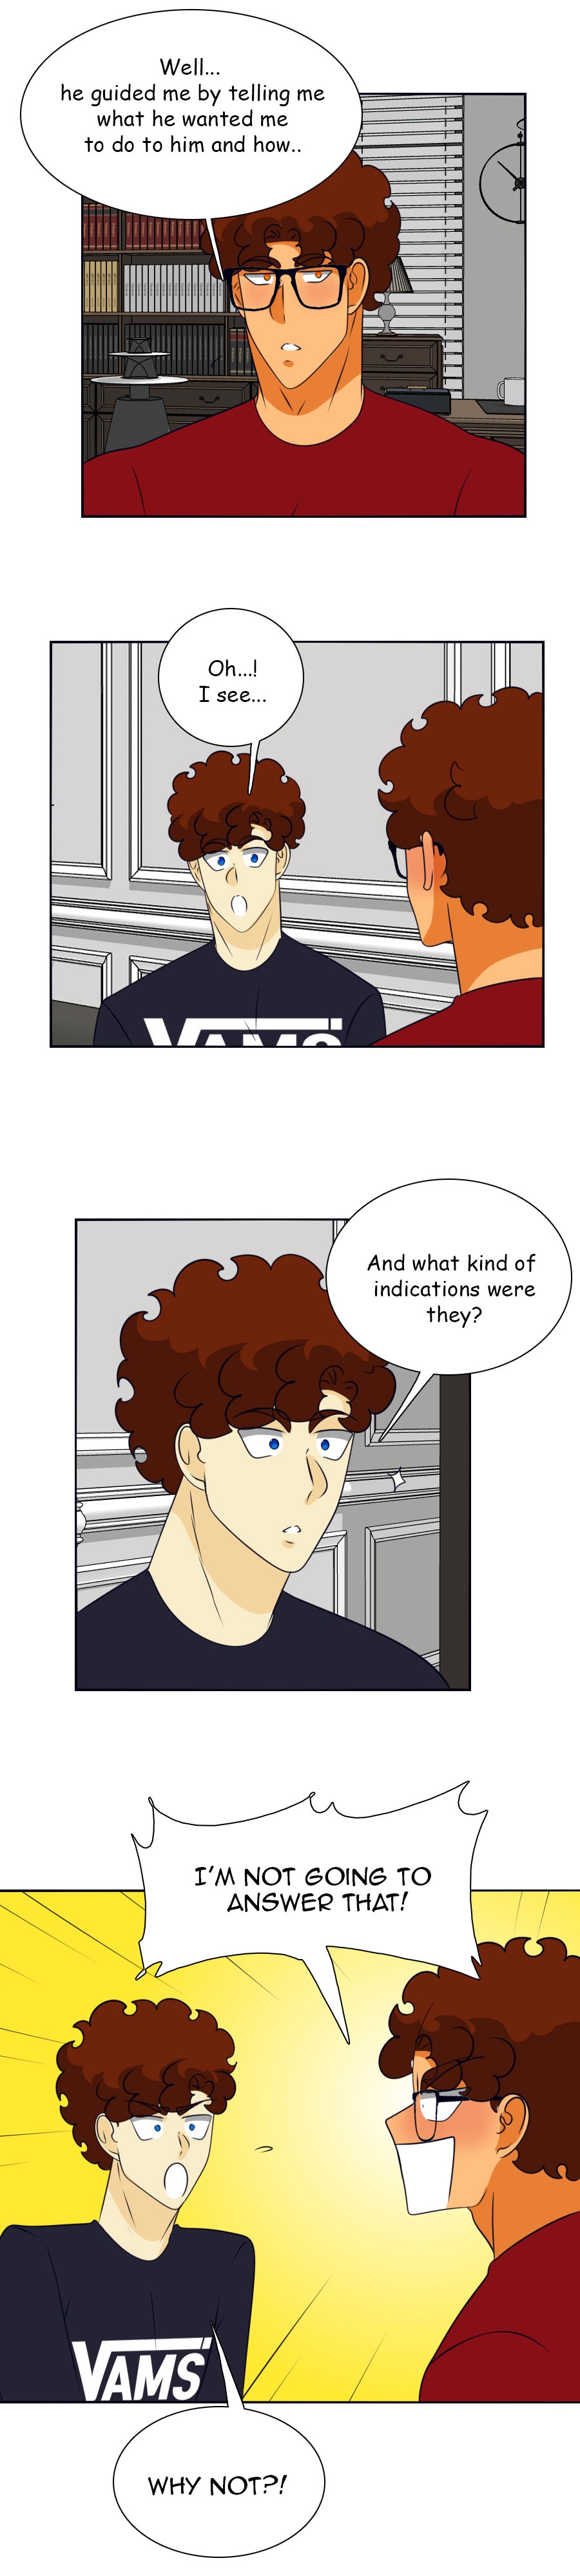 Well...
he guided me by telling me
what he wanted me
to do to him and how..
Oh...!
I see...
VAMS
And what kind of
indications were
they?
I'M NOT GOING TO
ANSWER THAT!
VAMS
WHY NOT?!